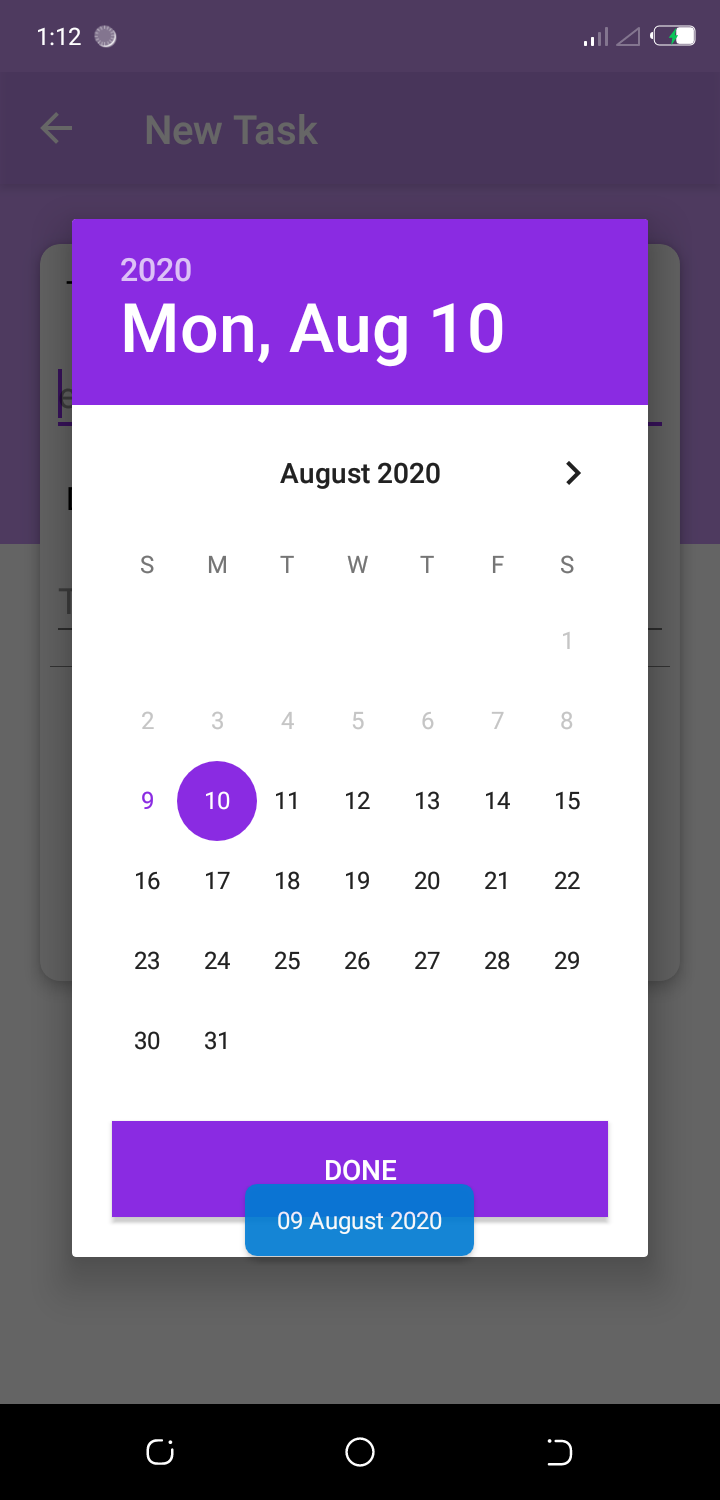 1:12
New Task
2020
Mon, Aug 10
August 2020
S M T W T F S
1
2 3 4 5 6 7 8
9 10 11 12 13 14 15
16 17 18 19 20 21 22
23 24 25 26 27 28 29
30 31
DONE
09 August 2020